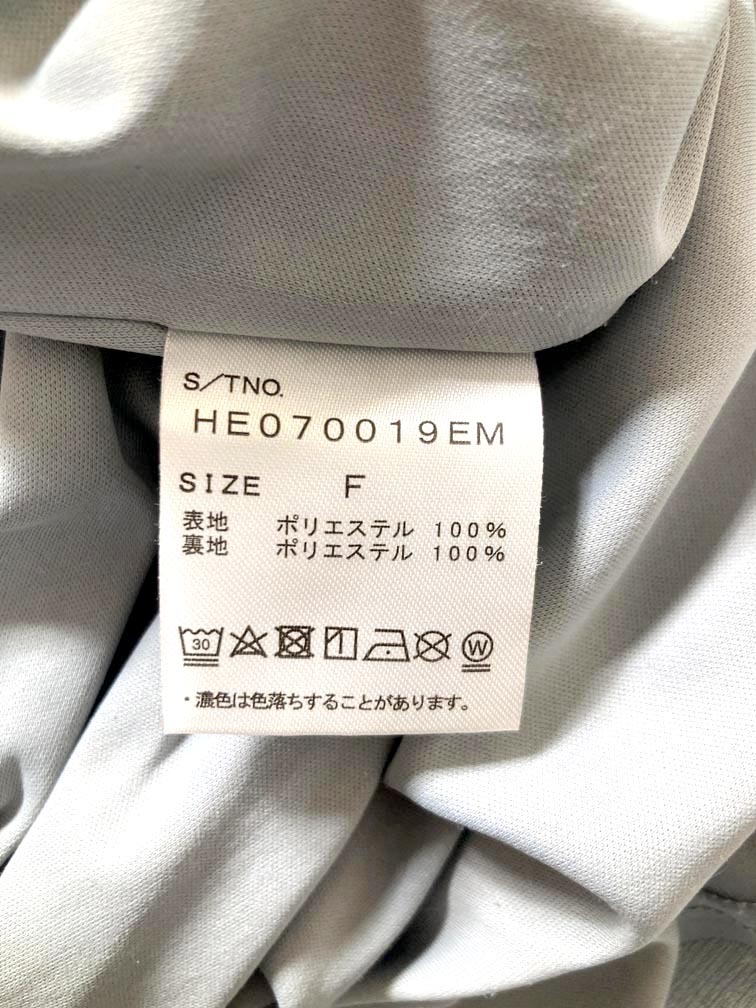 S/TNO.
HE070019EM
SIZE F
表地 ポリエステル 100%
裏地 ポリエステル 100%
30 W
・濃色は色落ちすることがあります。